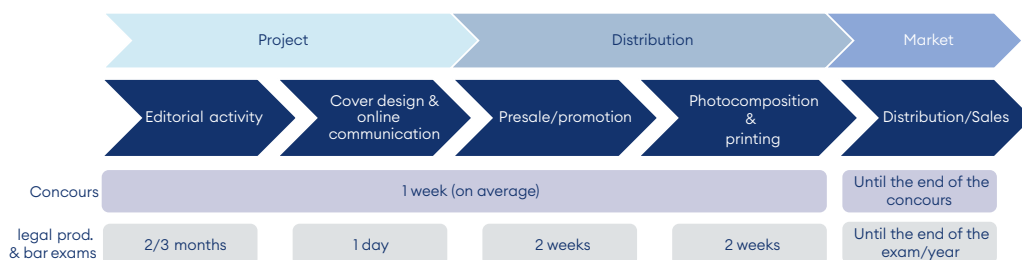 Project
Distribution
Market
Editorial activity
Cover design &
online
communication
Presale/promotion
Photocomposition
&
printing
Distribution/Sales
Concours
1 week (on average)
Until the end of the
concours
legal prod.
& bar exams
2/3 months
1 day
2 weeks
2 weeks
Until the end of the
exam/year